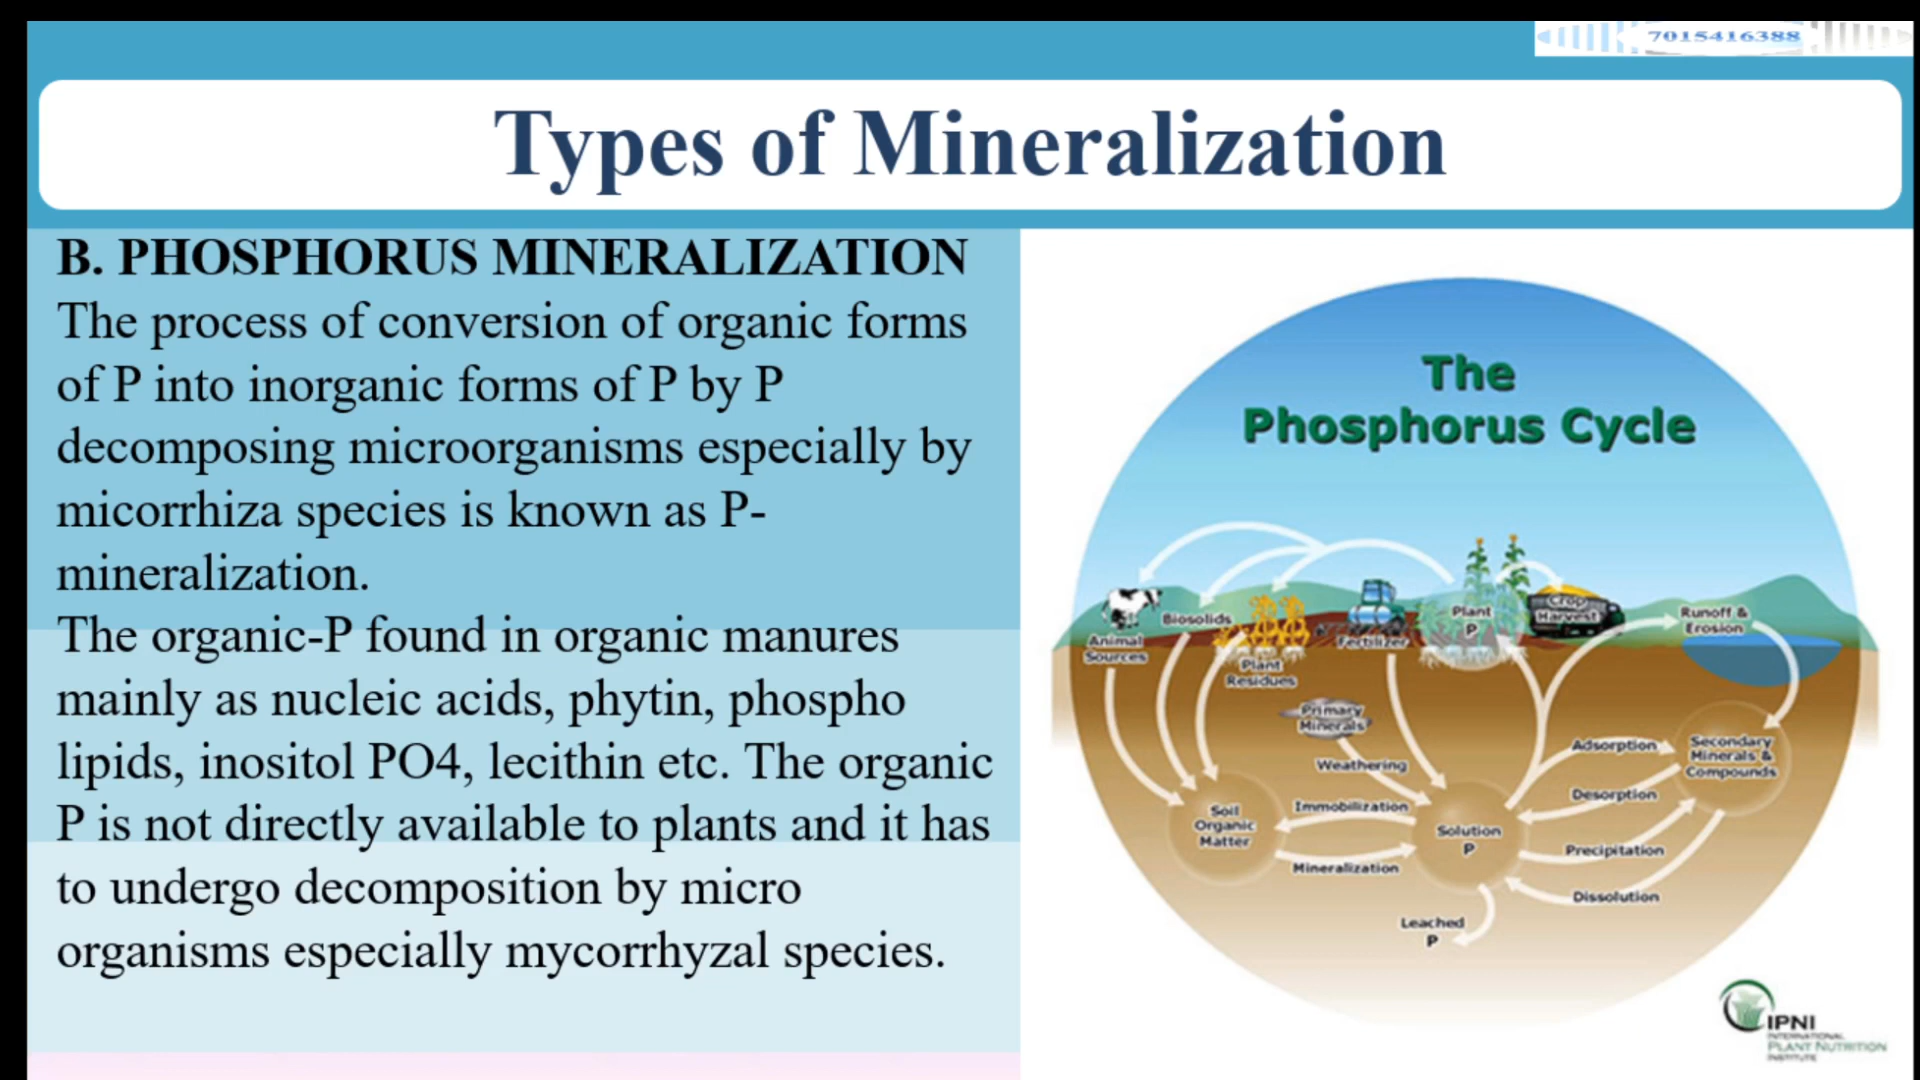 7015416388
Types of Mineralization
B. PHOSPHORUS MINERALIZATION
The process of conversion of organic forms
of P into inorganic forms of P by P
decomposing microorganisms especially by
micorrhiza species is known as P-
mineralization.
The organic-P found in organic manures
mainly as nucleic acids, phytin, phospho
lipids, inositol PO4, lecithin etc. The organic
P is not directly available to plants and it has
to undergo decomposition by micro
organisms especially mycorrhyzal species.
The
Phosphorus Cycle
Animal
Sources
Biosolids
Plant
Residues
Fertilizer
Plant
P
Crop
Harvest
Runoff &
Erosion
Primary
Minerals
Weathering
Adsorption
Secondary
Minerals &
Compounds
Desorption
Soil
Organic
Matter
Immobilization
Solution
P
Mineralization
Precipitation
Dissolution
Leached
P
IPNI
INTERNATIONAL
PLANT NUTRITION
INSTITUTE